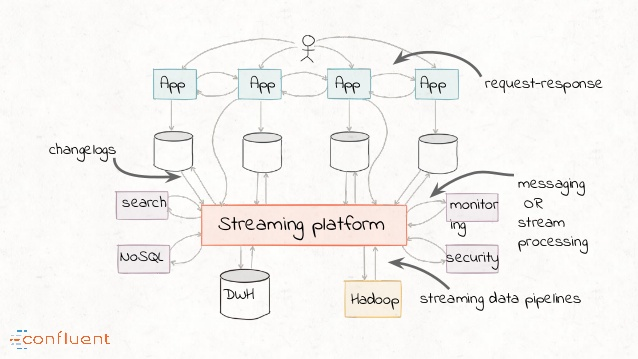 App
App
App
App
request-response
changelogs
search
Streaming platform
monitor
ing
messaging
OR
stream
processing
NoSQL
security
DWH
Hadoop
streaming data pipelines
confluent